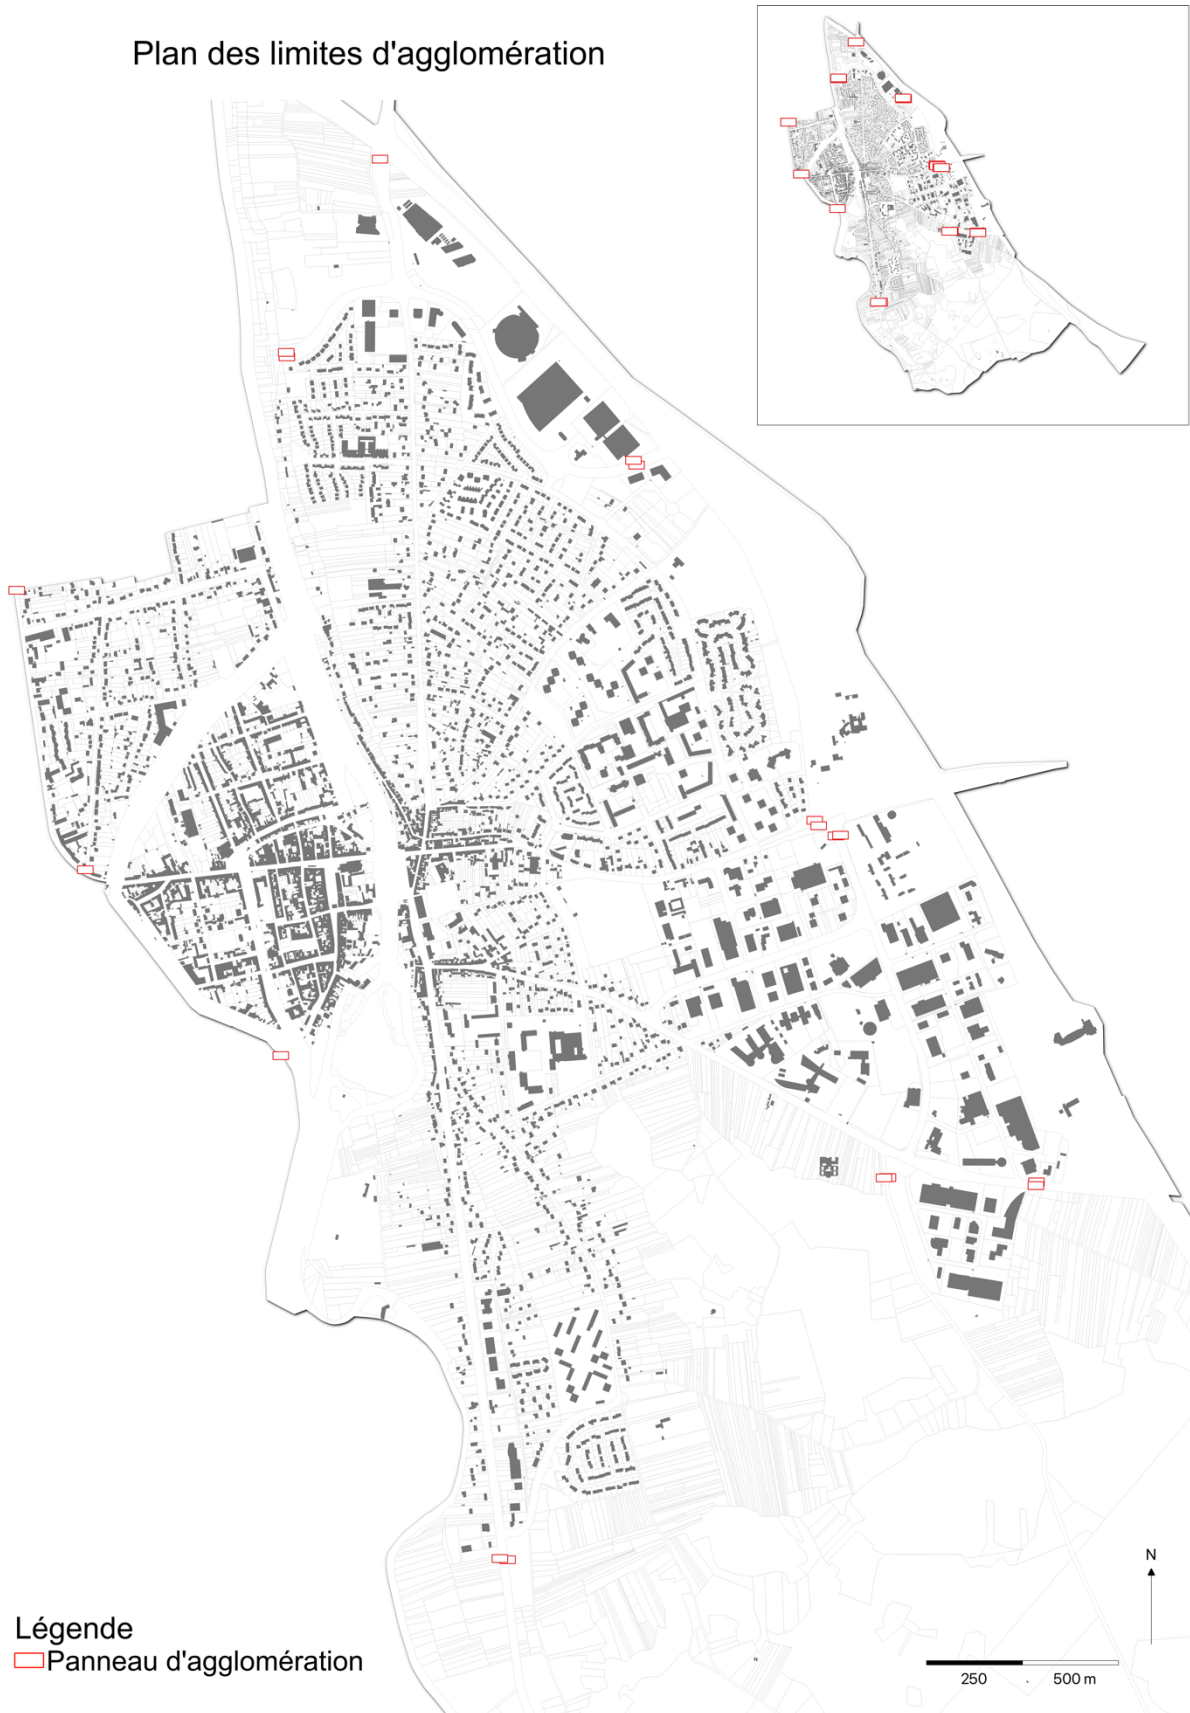 Plan des limites d'agglomération
N
Légende
Panneau d'agglomération
N
250
500 m